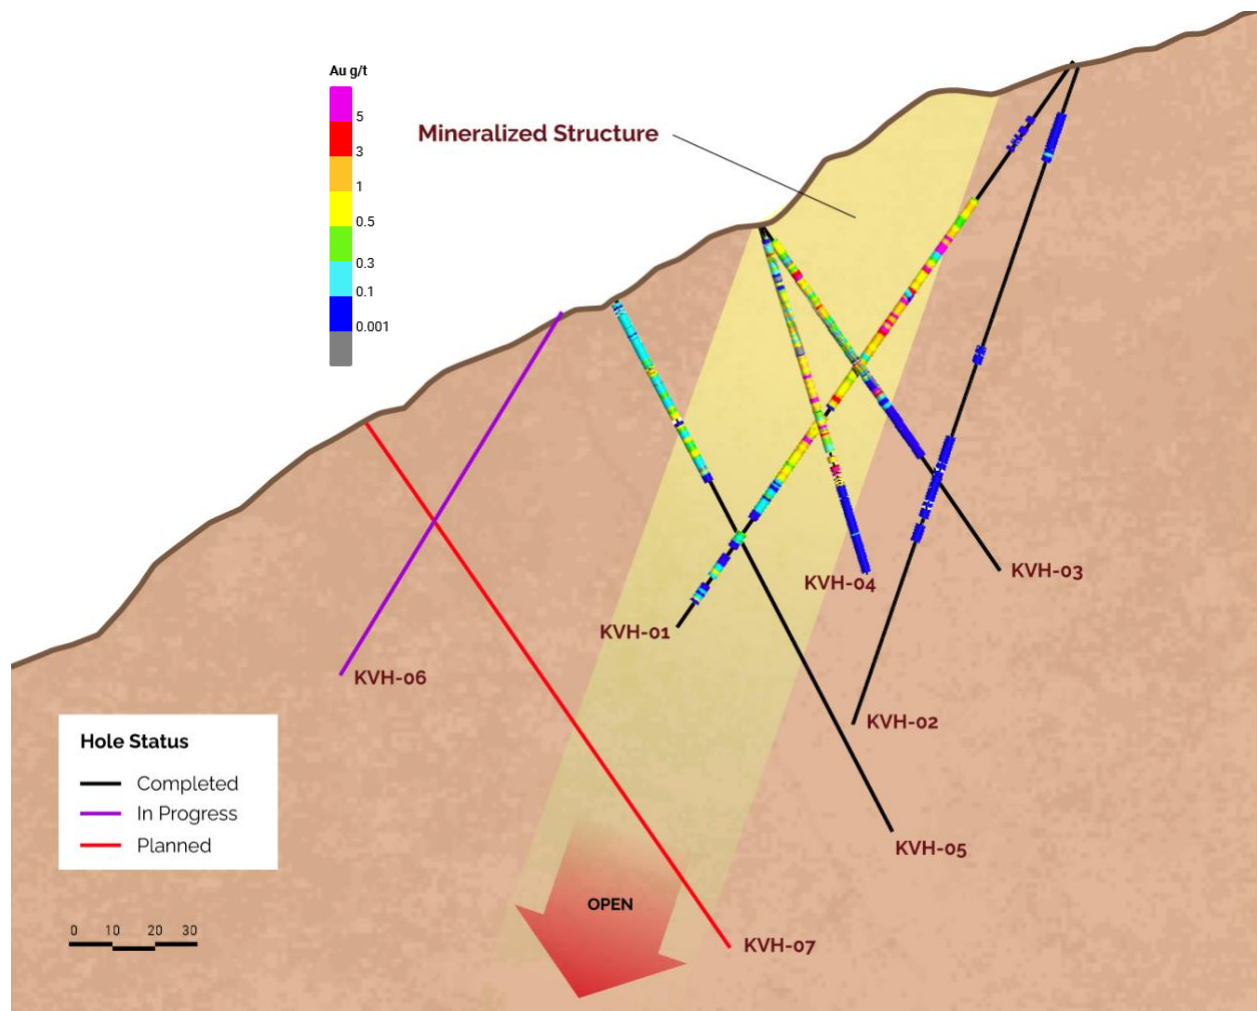 Au g/t
5
3
1
0.5
0.3
0.1
0.001
Mineralized Structure
KVH-03
KVH-04
KVH-01
KVH-06
KVH-02
KVH-05
OPEN
KVH-07
Hole Status
Completed
In Progress
Planned
0 10 20 30